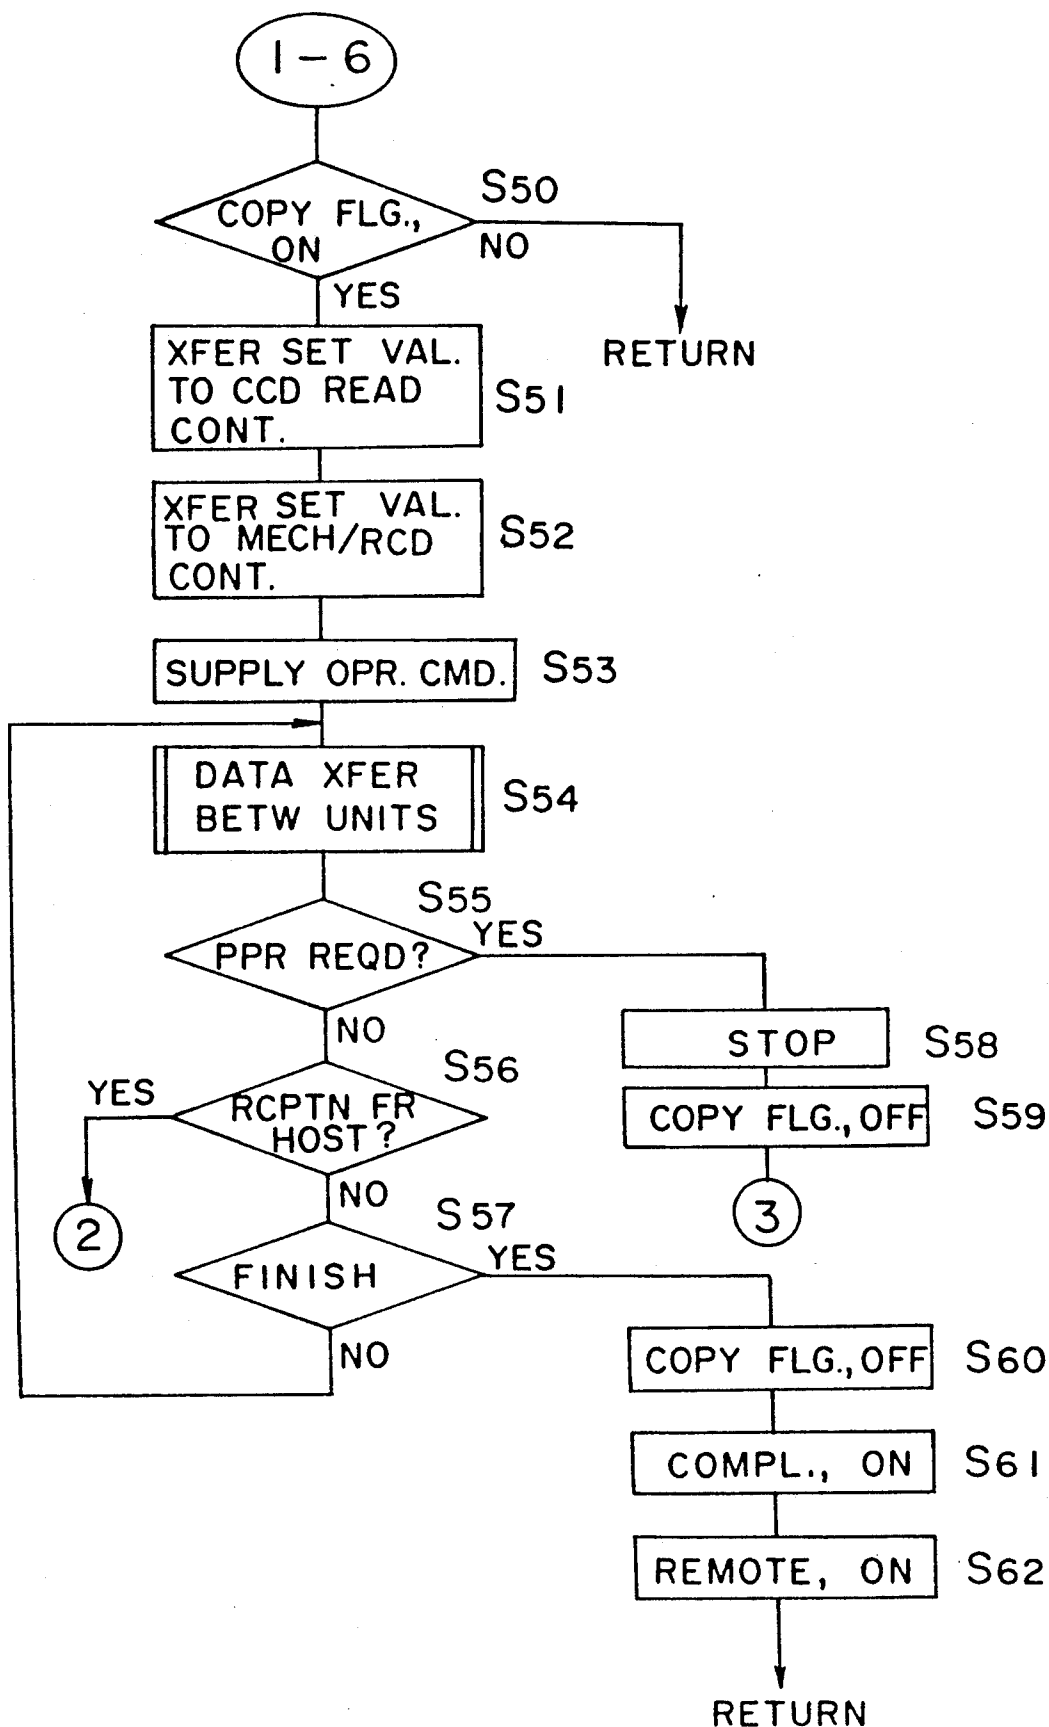 1-6
COPY FLG.,
ON
S50
NO
YES
RETURN
XFER SET VAL.
TO CCD READ
CONT.
S51
XFER SET VAL.
TO MECH/RCD
CONT.
S52
SUPPLY OPR. CMD.
S53
DATA XFER
BETW UNITS
S54
S55
PPR REQD?
YES
NO
STOP
S58
S56
YES
RCPTN FR
HOST?
COPY FLG., OFF
S59
NO
2
3
S57
FINISH
YES
NO
COPY FLG., OFF
S60
COMPL., ON
S61
REMOTE, ON
S62
RETURN